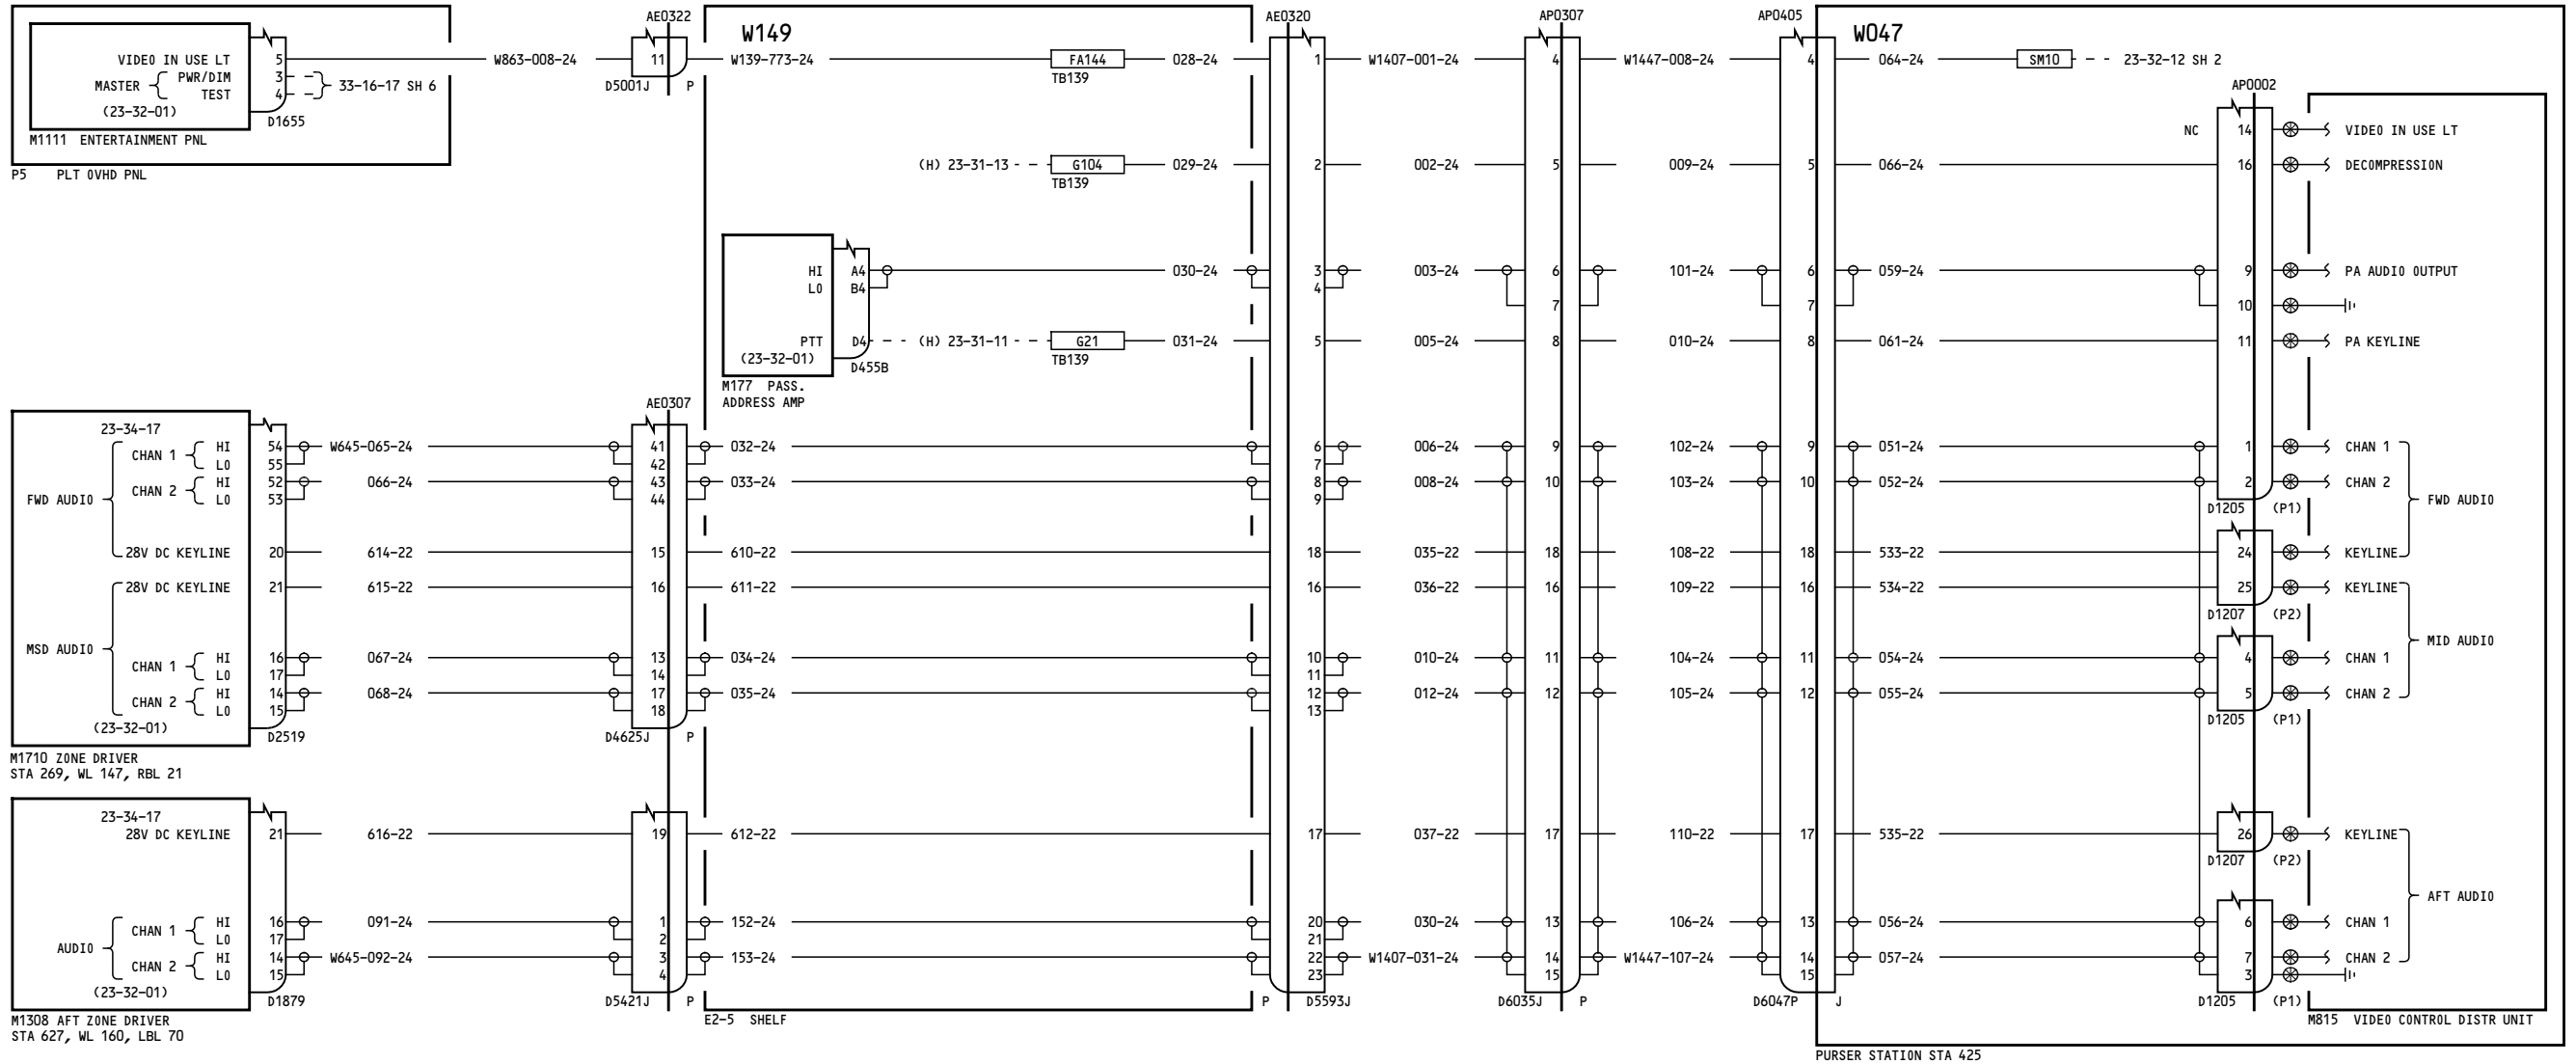 AE0322 W149 AE0320 AP0307 AP0405 W047
VIDEO IN USE LT 5 W863-008-24 11 W139-773-24 FA144 028-24 1 W1407-001-24 4 W1447-008-24 4 064-24 SM10 23-32-12 SH 2
MASTER PWR/DIM 3 33-16-17 SH 6
TEST 4
D5001J P TB139
(23-32-01) D1655
M1111 ENTERTAINMENT PNL
P5 PLT OVHD PNL
AP0002
NC 14 VIDEO IN USE LT
(H) 23-31-13 G104 029-24 2 002-24 5 009-24 5 066-24 16 DECOMPRESSION
TB139
HI A4 030-24 3 003-24 6 101-24 6 059-24 9 PA AUDIO OUTPUT
LO B4 4
7 7 10
PTT D4 (H) 23-31-11 G21 031-24 5 005-24 8 010-24 8 061-24 11 PA KEYLINE
(23-32-01) D455B TB139
M177 PASS.
ADDRESS AMP
AE0307
23-34-17
FWD AUDIO
CHAN 1 HI 54 W645-065-24 41 032-24 6 006-24 9 102-24 9 051-24 1 CHAN 1
LO 55 42 7
CHAN 2 HI 52 066-24 43 033-24 8 008-24 10 103-24 10 052-24 2 CHAN 2
LO 53 44 9
D1205 (P1) FWD AUDIO
28V DC KEYLINE 20 614-22 15 610-22 18 035-22 18 108-22 18 533-22 24 KEYLINE
28V DC KEYLINE 21 615-22 16 611-22 16 036-22 16 109-22 16 534-22 25 KEYLINE
D1207 (P2)
MSD AUDIO MID AUDIO
CHAN 1 HI 16 067-24 13 034-24 10 010-24 11 104-24 11 054-24 4 CHAN 1
LO 17 14 11
CHAN 2 HI 14 068-24 17 035-24 12 012-24 12 105-24 12 055-24 5 CHAN 2
LO 15 18 13
D1205 (P1)
(23-32-01) D2519 D4625J P
M1710 ZONE DRIVER
STA 269, WL 147, RBL 21
23-34-17
28V DC KEYLINE 21 616-22 19 612-22 17 037-22 17 110-22 17 535-22 26 KEYLINE
D1207 (P2)
AFT AUDIO
AUDIO
CHAN 1 HI 16 091-24 1 152-24 20 030-24 13 106-24 13 056-24 6 CHAN 1
LO 17 2 21
CHAN 2 HI 14 W645-092-24 3 153-24 22 W1407-031-24 14 W1447-107-24 14 057-24 7 CHAN 2
LO 15 4 23 15 15 3
(23-32-01) D1879 D5421J P P D5593J D6035J P D6047P J D1205 (P1)
M1308 AFT ZONE DRIVER
STA 627, WL 160, LBL 70
E2-5 SHELF
M815 VIDEO CONTROL DISTR UNIT
PURSER STATION STA 425